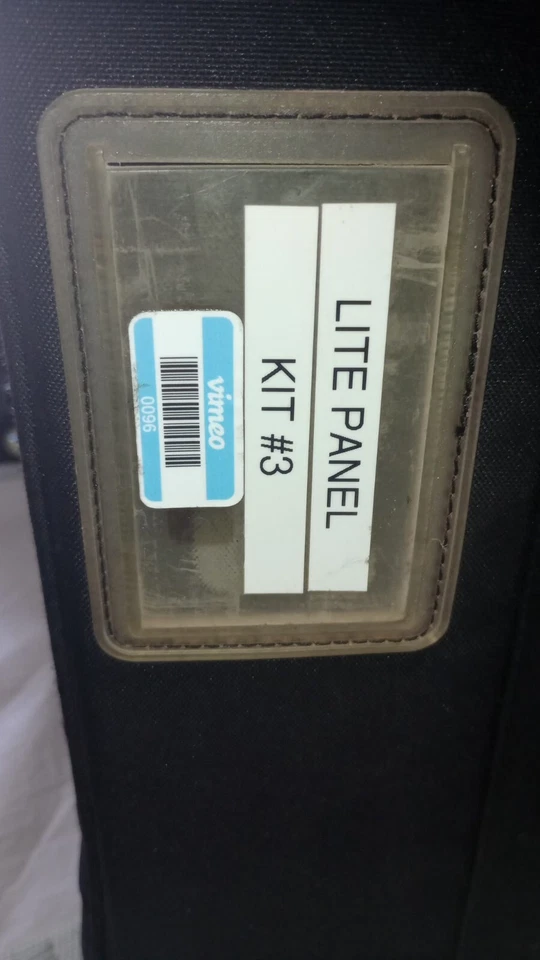 LITE PANEL
KIT #3
vimeo
0096